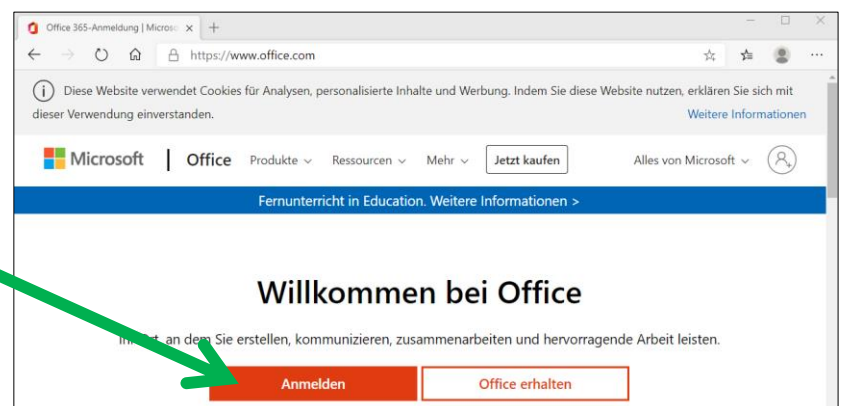 Office 365-Anmeldung | Micros
https://www.office.com
Diese Website verwendet Cookies für Analysen, personalisierte Inhalte und Werbung. Indem Sie diese Website nutzen, erklären Sie sich mit
dieser Verwendung einverstanden. Weitere Informationen
Microsoft | Office Produkte Ressourcen Mehr Jetzt kaufen Alles von Microsoft
Fernunterricht in Education. Weitere Informationen >
Willkommen bei Office
an dem Sie erstellen, kommunizieren, zusammenarbeiten und hervorragende Arbeit leisten.
Anmelden Office erhalten